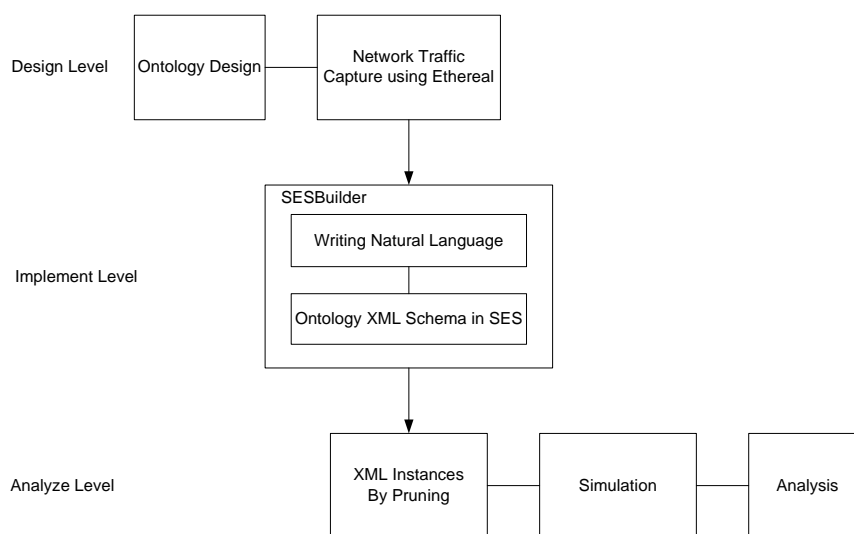 Design Level
Ontology Design
Network Traffic
Capture using Ethereal
SESBuilder
Writing Natural Language
Implement Level
Ontology XML Schema in SES
Analyze Level
XML Instances
By Pruning
Simulation
Analysis